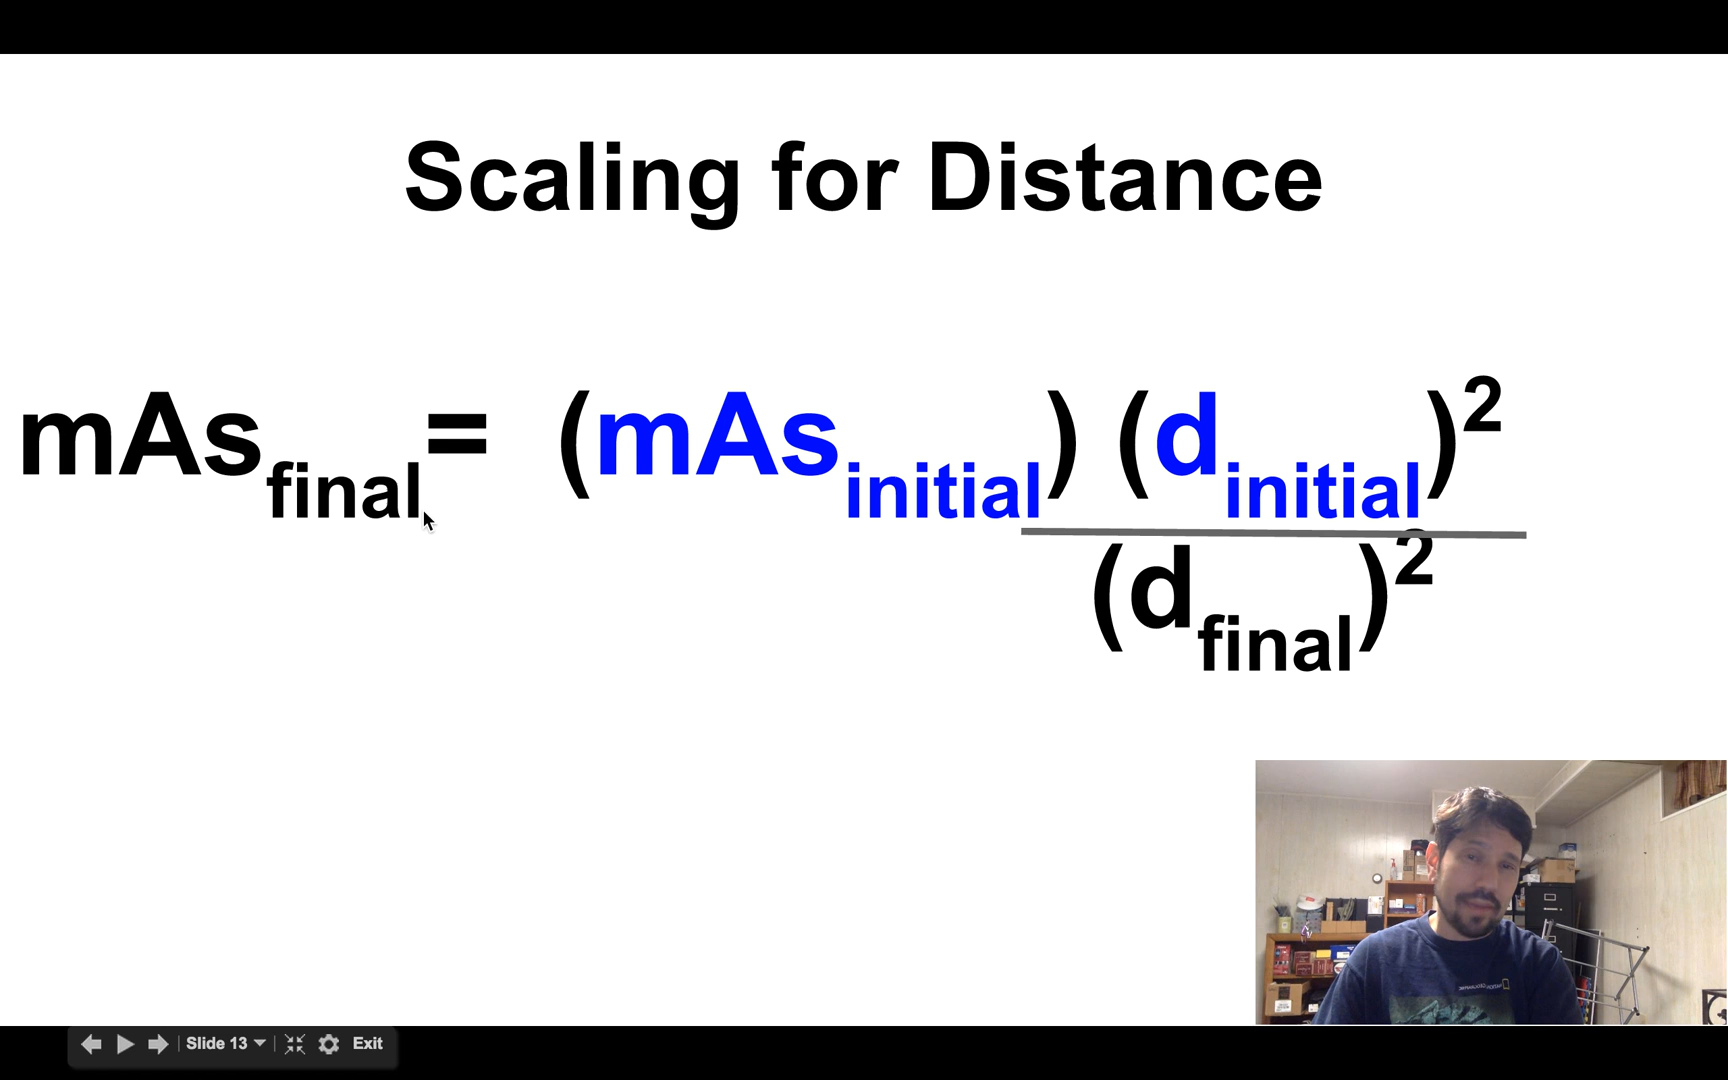 Scaling for Distance
mAsfinal= (mAsinitial) (dinitial)2
(dfinal)2
Slide 13
Exit